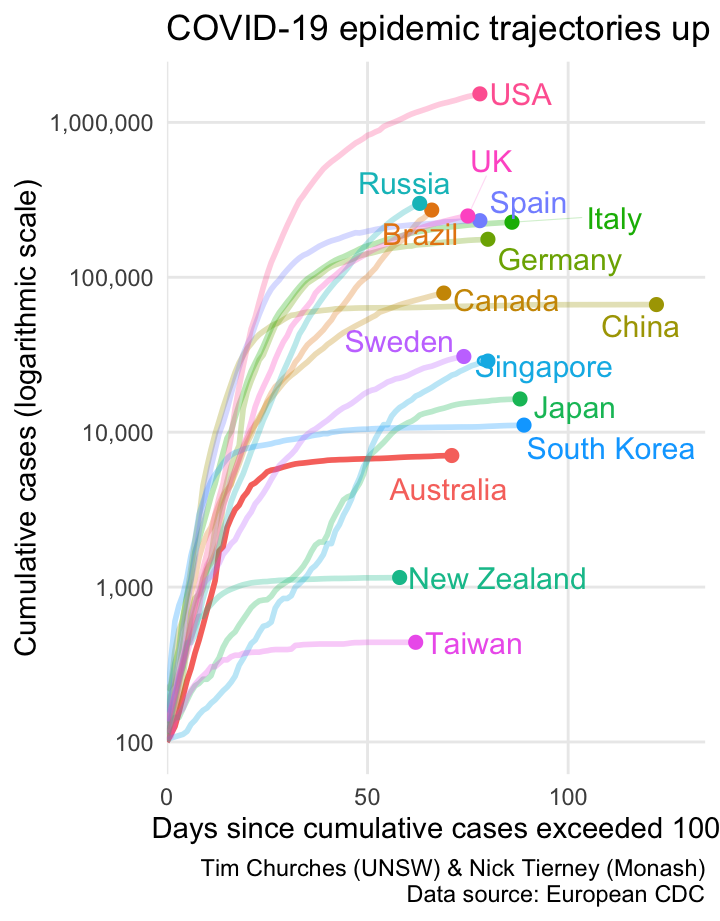 COVID-19 epidemic trajectories up
Cumulative cases (logarithmic scale)
1,000,000
100,000
10,000
1,000
100
USA
UK
Russia
Spain
Italy
Brazil
Germany
Canada
China
Sweden
Singapore
Japan
South Korea
Australia
New Zealand
Taiwan
0
50
100
Days since cumulative cases exceeded 100
Tim Churches (UNSW) & Nick Tierney (Monash)
Data source: European CDC